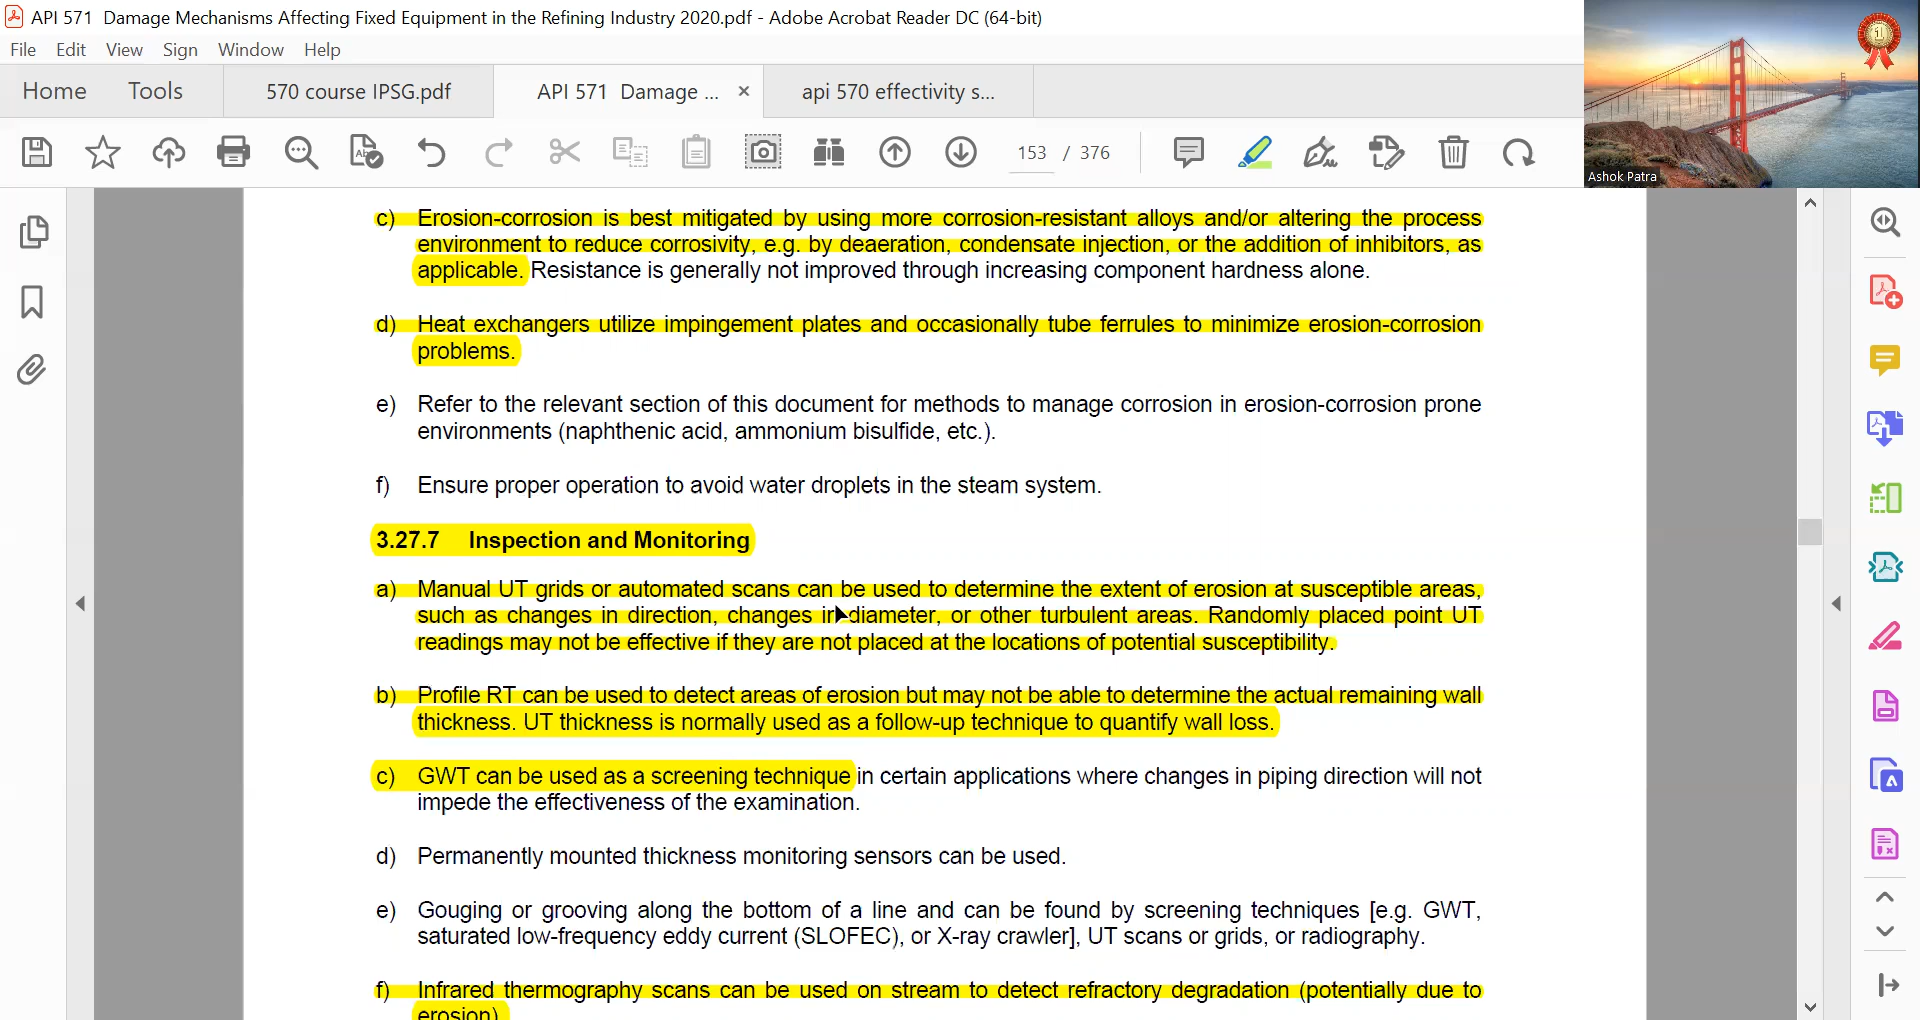 API 571  Damage Mechanisms Affecting Fixed Equipment in the Refining Industry 2020.pdf - Adobe Acrobat Reader DC (64-bit)
File Edit View Sign Window Help
Home Tools 570 course IPSG.pdf API 571  Damage ... × api 570 effectivity s...
153 / 376
1
Ashok Patra
c) Erosion-corrosion is best mitigated by using more corrosion-resistant alloys and/or altering the process
environment to reduce corrosivity, e.g. by deaeration, condensate injection, or the addition of inhibitors, as
applicable. Resistance is generally not improved through increasing component hardness alone.
d) Heat exchangers utilize impingement plates and occasionally tube ferrules to minimize erosion-corrosion
problems.
e) Refer to the relevant section of this document for methods to manage corrosion in erosion-corrosion prone
environments (naphthenic acid, ammonium bisulfide, etc.).
f) Ensure proper operation to avoid water droplets in the steam system.
3.27.7 Inspection and Monitoring
a) Manual UT grids or automated scans can be used to determine the extent of erosion at susceptible areas,
such as changes in direction, changes in diameter, or other turbulent areas. Randomly placed point UT
readings may not be effective if they are not placed at the locations of potential susceptibility.
b) Profile RT can be used to detect areas of erosion but may not be able to determine the actual remaining wall
thickness. UT thickness is normally used as a follow-up technique to quantify wall loss.
c) GWT can be used as a screening technique in certain applications where changes in piping direction will not
impede the effectiveness of the examination.
d) Permanently mounted thickness monitoring sensors can be used.
e) Gouging or grooving along the bottom of a line and can be found by screening techniques [e.g. GWT,
saturated low-frequency eddy current (SLOFEC), or X-ray crawler], UT scans or grids, or radiography.
f) Infrared thermography scans can be used on stream to detect refractory degradation (potentially due to
erosion)